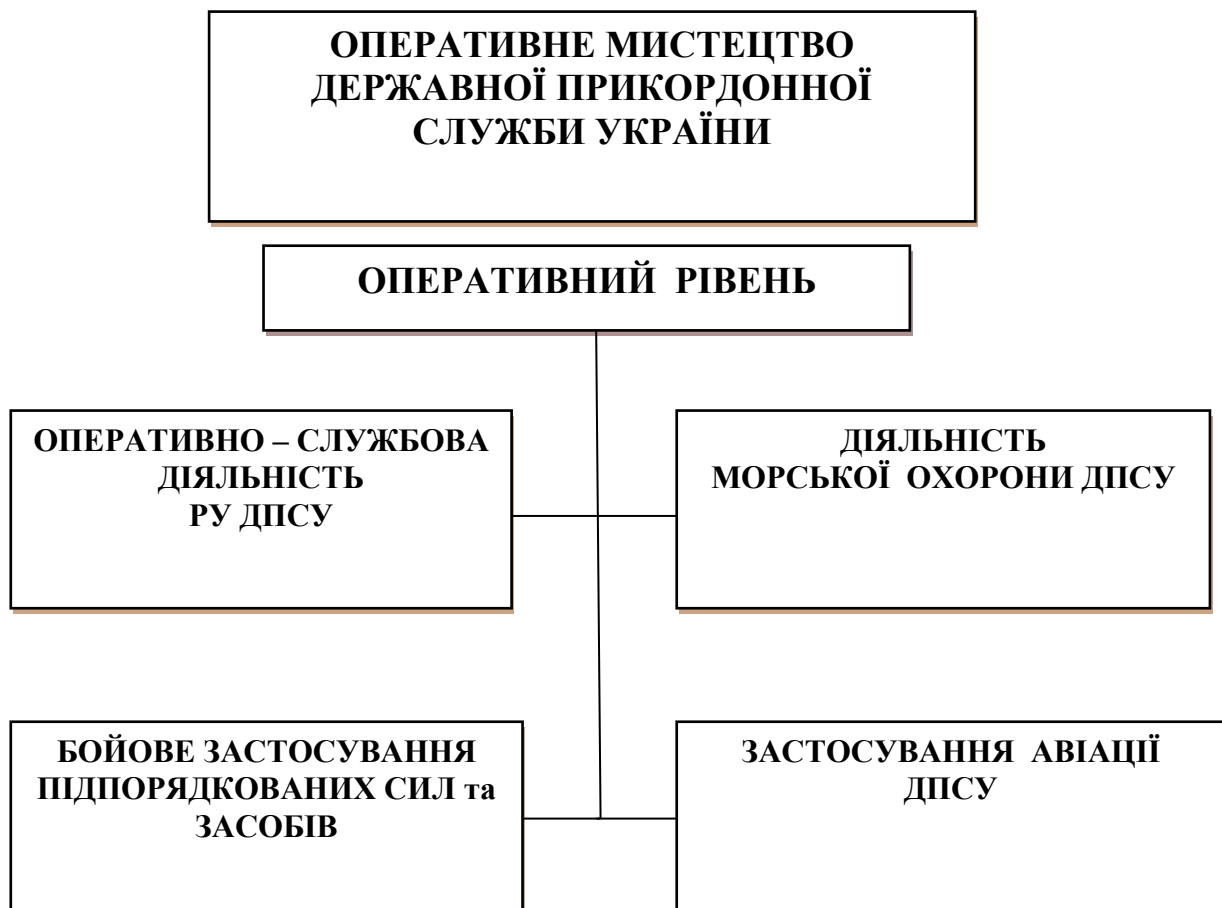 ОПЕРАТИВНЕ МИСТЕЦТВО
ДЕРЖАВНОЇ ПРИКОРДОННОЇ
СЛУЖБИ УКРАЇНИ
ОПЕРАТИВНИЙ РІВЕНЬ
ОПЕРАТИВНО – СЛУЖБОВА
ДІЯЛЬНІСТЬ
РУ ДПСУ
ДІЯЛЬНІСТЬ
МОРСЬКОЇ ОХОРОНИ ДПСУ
БОЙОВЕ ЗАСТОСУВАННЯ
ПІДПОРЯДКОВАНИХ СИЛ та
ЗАСОБІВ
ЗАСТОСУВАННЯ АВІАЦІЇ
ДПСУ